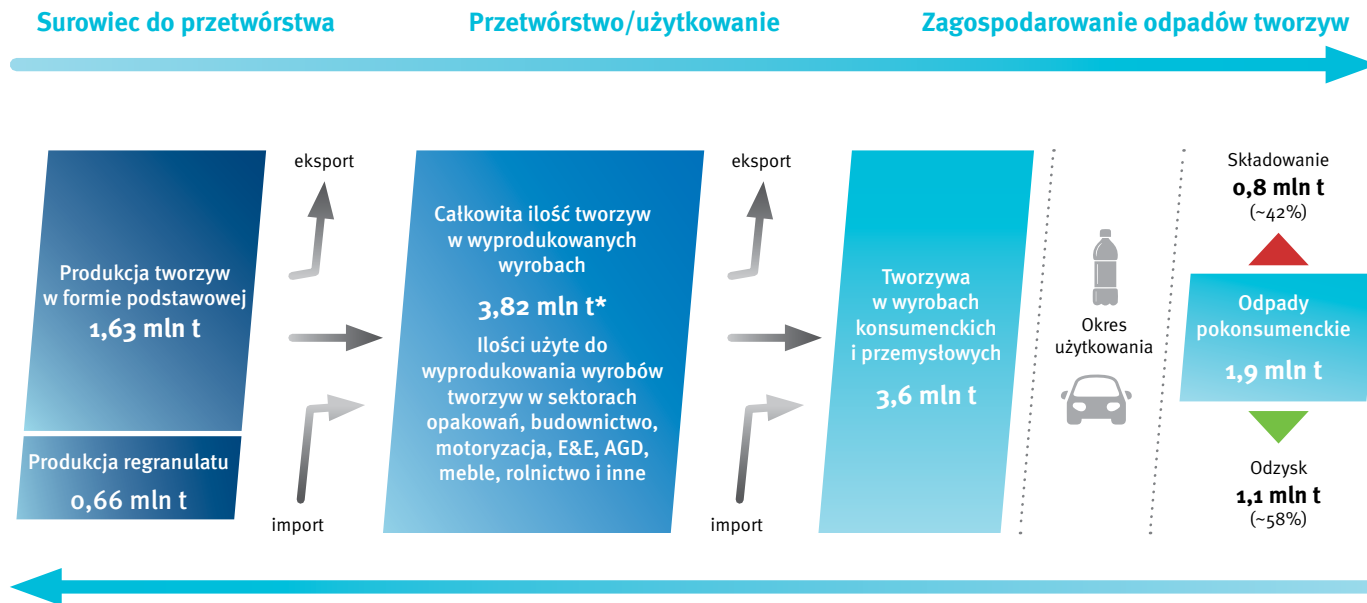 Surowiec do przetwórstwa
Przetwórstwo/użytkowanie
Zagospodarowanie odpadów tworzyw
Produkcja tworzyw
w formie podstawowej
1,63 mln t
Produkcja regranulatu
0,66 mln t
eksport
import
Całkowita ilość tworzyw
w wyprodukowanych
wyrobach
3,82 mln t*
Ilości użyte do
wyprodukowania wyrobów
tworzyw w sektorach
opakowań, budownictwo,
motoryzacja, E&E, AGD,
meble, rolnictwo i inne
eksport
import
Tworzywa
w wyrobach
konsumenckich
i przemysłowych
3,6 mln t
Okres
użytkowania
Składowanie
0,8 mln t
(~42%)
Odpady
pokonsumenckie
1,9 mln t
Odzysk
1,1 mln t
(~58%)